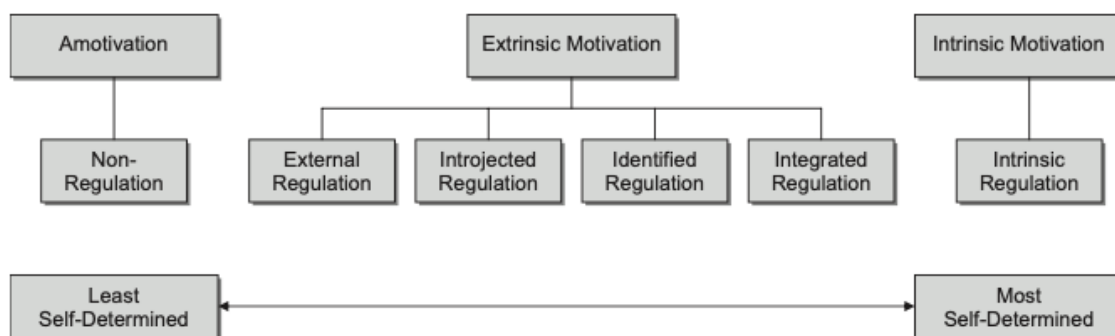 Amotivation
Extrinsic Motivation
Intrinsic Motivation
Non-
Regulation
External
Regulation
Introjected
Regulation
Identified
Regulation
Integrated
Regulation
Intrinsic
Regulation
Least
Self-Determined
Most
Self-Determined